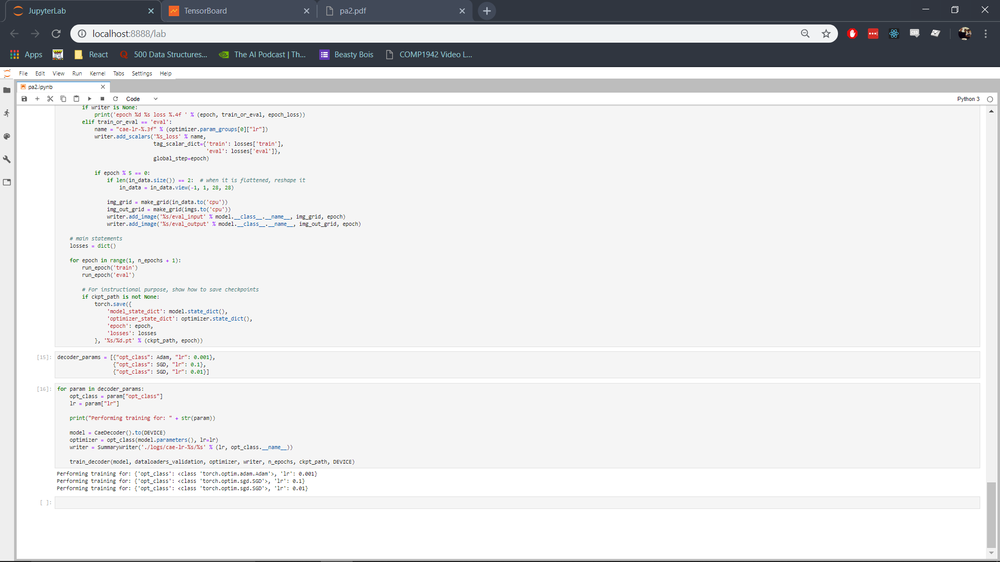 JupyterLab
TensorBoard
pa2.pdf
localhost:8888/lab
Apps
React
500 Data Structures...
The AI Podcast | Th...
Beasty Bois
COMP1942 Video L...
File Edit View Run Kernel Tabs Settings Help
pa2.ipynb
Code
Python 3
if writer is None:
print('epoch %d %s loss %.4f ' % (epoch, train_or_eval, epoch_loss))
elif train_or_eval == 'eval':
name = "cae-lr-%.3f" % (optimizer.param_groups[0]["lr"])
writer.add_scalars('%s_loss' % name,
tag_scalar_dict={'train': losses['train'],
'eval': losses['eval']},
global_step=epoch)
if epoch % 5 == 0:
if len(in_data.size()) == 2:  # when it is flattened, reshape it
in_data = in_data.view(-1, 1, 28, 28)
img_grid = make_grid(in_data.to('cpu'))
img_out_grid = make_grid(imgs.to('cpu'))
writer.add_image('%s/eval_input' % model.__class__.__name__, img_grid, epoch)
writer.add_image('%s/eval_output' % model.__class__.__name__, img_out_grid, epoch)
# main statements
losses = dict()
for epoch in range(1, n_epochs + 1):
run_epoch('train')
run_epoch('eval')
# For instructional purpose, show how to save checkpoints
if ckpt_path is not None:
torch.save({
'model_state_dict': model.state_dict(),
'optimizer_state_dict': optimizer.state_dict(),
'epoch': epoch,
'losses': losses
}, '%s/%d.pt' % (ckpt_path, epoch))
[15]: decoder_params = [{"opt_class": Adam, "lr": 0.001},
{"opt_class": SGD, "lr": 0.1},
{"opt_class": SGD, "lr": 0.01}]
[16]: for param in decoder_params:
opt_class = param["opt_class"]
lr = param["lr"]
print("Performing training for: " + str(param))
model = CaeDecoder().to(DEVICE)
optimizer = opt_class(model.parameters(), lr=lr)
writer = SummaryWriter('./logs/cae-lr-%s/%s' % (lr, opt_class.__name__))
train_decoder(model, dataloaders_validation, optimizer, writer, n_epochs, ckpt_path, DEVICE)
Performing training for: {'opt_class': <class 'torch.optim.adam.Adam'>, 'lr': 0.001}
Performing training for: {'opt_class': <class 'torch.optim.sgd.SGD'>, 'lr': 0.1}
Performing training for: {'opt_class': <class 'torch.optim.sgd.SGD'>, 'lr': 0.01}
[ ]: